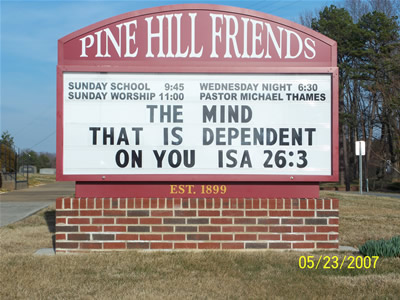 PINE HILL FRIENDS
SUNDAY SCHOOL 9:45 WEDNESDAY NIGHT 6:30
SUNDAY WORSHIP 11:00 PASTOR MICHAEL THAMES
THE MIND
THAT IS DEPENDENT
ON YOU ISA 26:3
EST. 1899
05/23/2007